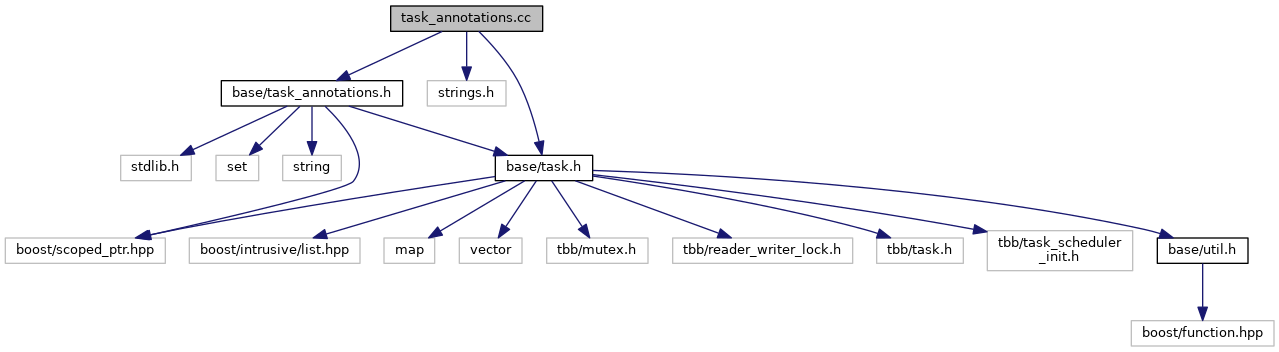 task_annotations.cc
base/task_annotations.h
strings.h
stdlib.h
set
string
base/task.h
boost/scoped_ptr.hpp
boost/intrusive/list.hpp
map
vector
tbb/mutex.h
tbb/reader_writer_lock.h
tbb/task.h
tbb/task_scheduler
_init.h
base/util.h
boost/function.hpp